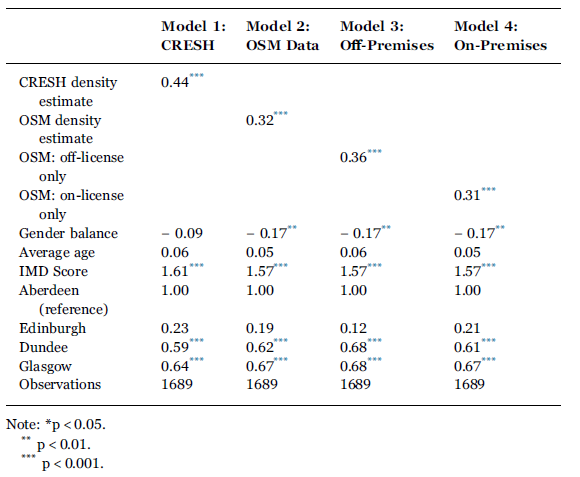 Model 1: Model 2: Model 3: Model 4:
CRESH OSM Data Off-Premises On-Premises
CRESH density 0.44***
estimate
OSM density 0.32***
estimate
OSM: off-license 0.36***
only
OSM: on-license 0.31***
only
Gender balance – 0.09 – 0.17** – 0.17** – 0.17**
Average age 0.06 0.05 0.06 0.05
IMD Score 1.61*** 1.57*** 1.57*** 1.57***
Aberdeen 1.00 1.00 1.00 1.00
(reference)
Edinburgh 0.23 0.19 0.12 0.21
Dundee 0.59*** 0.62*** 0.68*** 0.61***
Glasgow 0.64*** 0.67*** 0.68*** 0.67***
Observations 1689 1689 1689 1689
Note: *p < 0.05.
** p < 0.01.
*** p < 0.001.